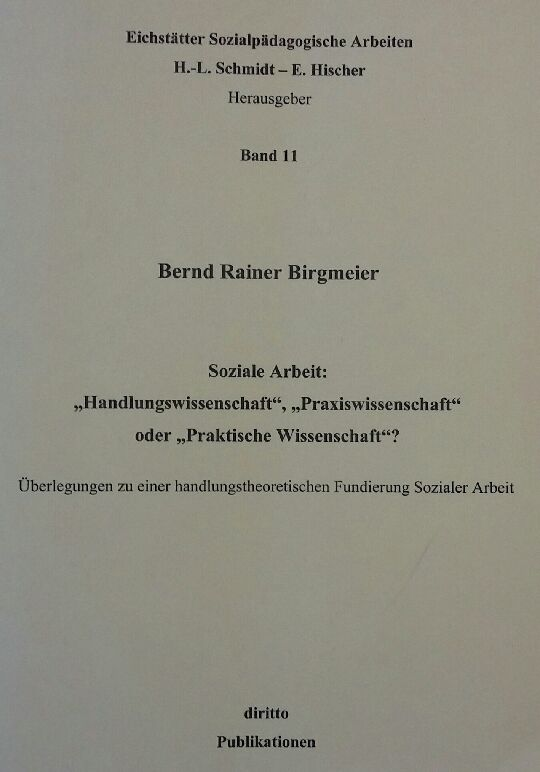 Eichstätter Sozialpädagogische Arbeiten
H.-L. Schmidt – E. Hischer
Herausgeber
Band 11
Bernd Rainer Birgmeier
Soziale Arbeit:
„Handlungswissenschaft“, „Praxiswissenschaft“
oder „Praktische Wissenschaft“?
Überlegungen zu einer handlungstheoretischen Fundierung Sozialer Arbeit
diritto
Publikationen